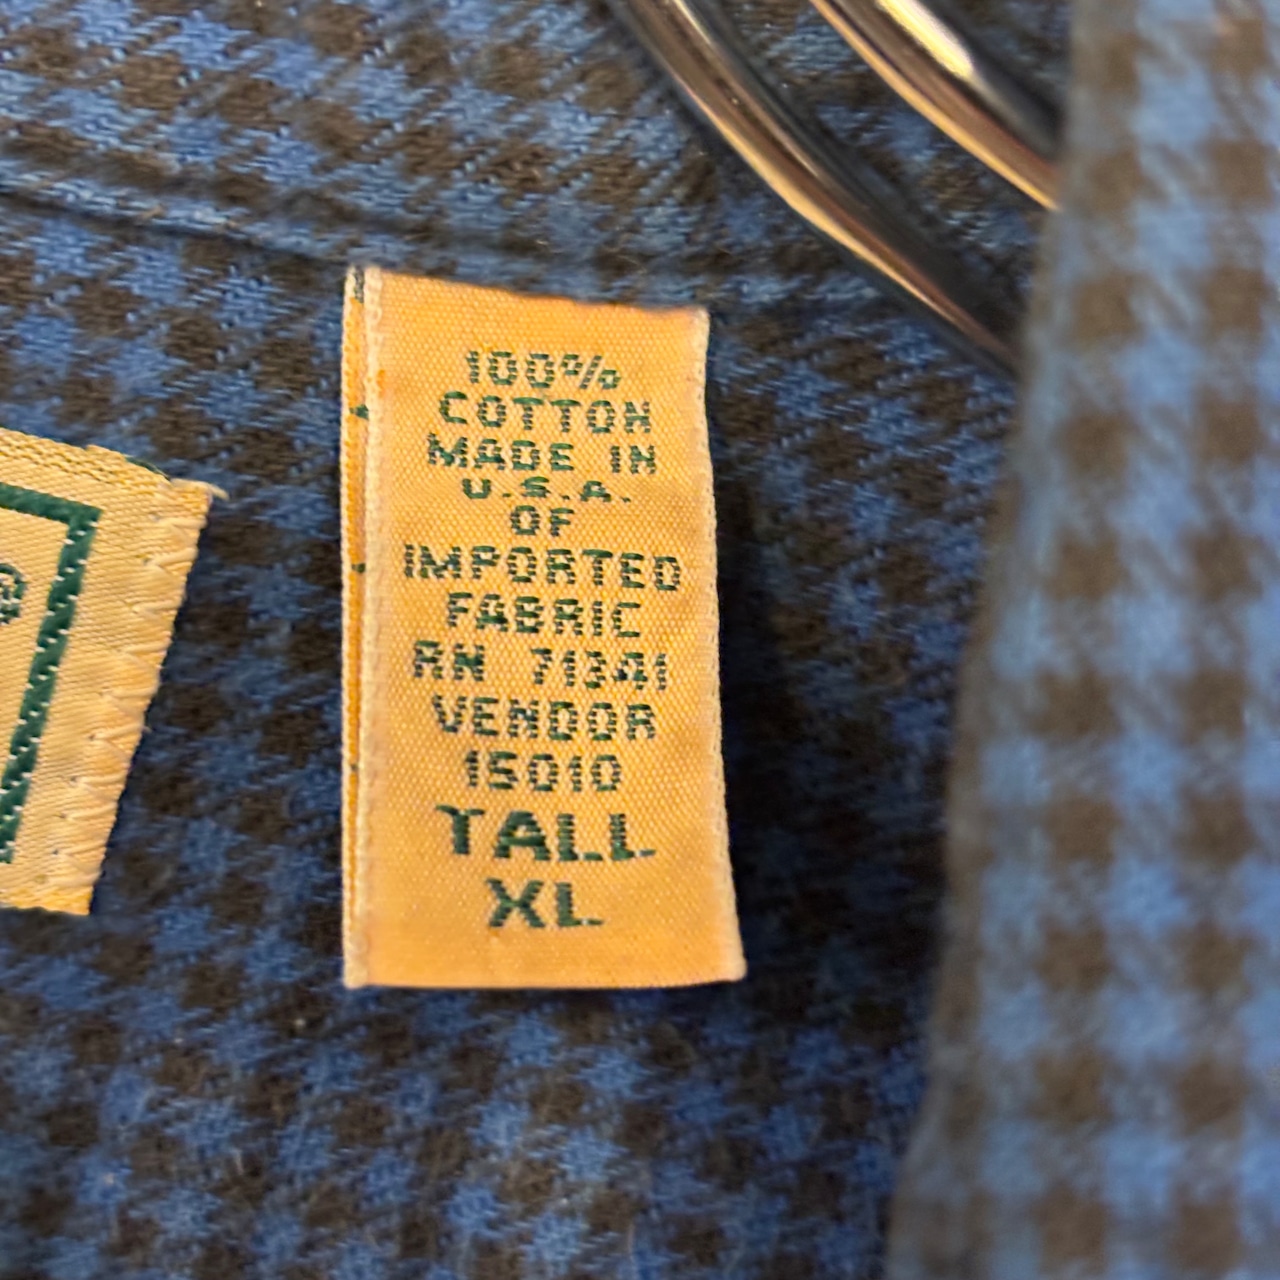 ®
100%
COTTON
MADE IN
U.S.A.
OF
IMPORTED
FABRIC
RN 71341
VENDOR
15010
TALL
XL